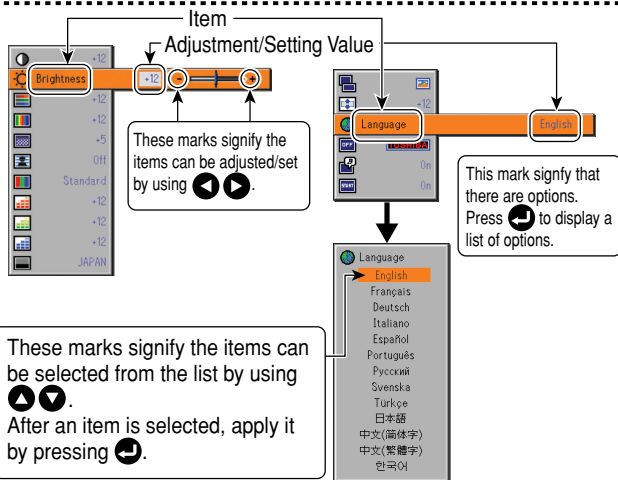 Item
Adjustment/Setting Value
+12
Brightness
+12
+12
+12
+5
Off
Standard
+12
+12
+12
JAPAN
These marks signify the
items can be adjusted/set
by using
+12
Language
English
OFF TOSHIBA
On
START On
This mark signfy that
there are options.
Press to display a
list of options.
Language
English
Français
Deutsch
Italiano
Español
Português
Русский
Svenska
Türkçe
日本語
中文(简体字)
中文(繁體字)
한국어
These marks signify the items can
be selected from the list by using
.
After an item is selected, apply it
by pressing .